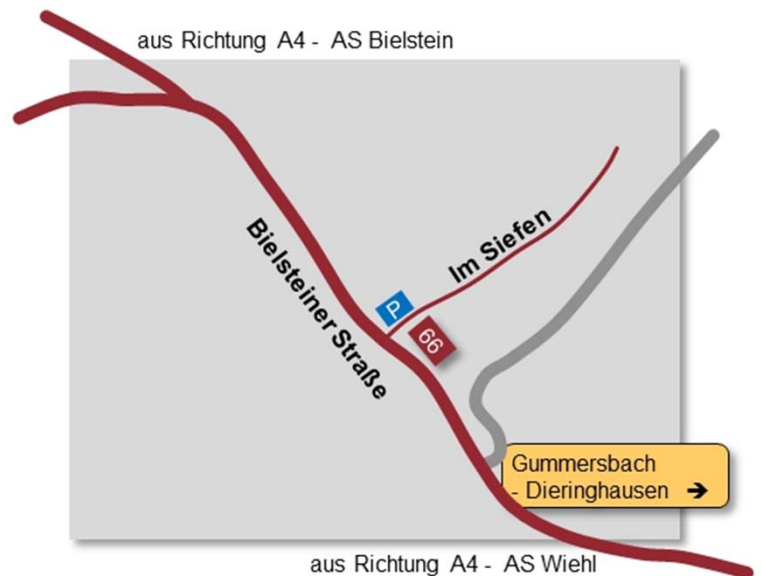 aus Richtung A4 - AS Bielstein
Im Siefen
Bielsteiner Straße
P
66
Gummersbach
- Dieringhausen ➔
aus Richtung A4 - AS Wiehl